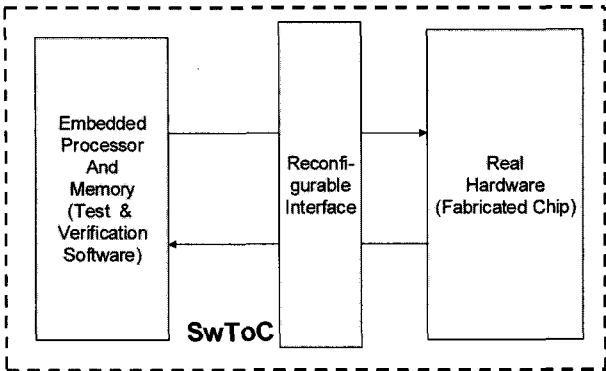 Embedded
Processor
And
Memory
(Test &
Verification
Software)
Reconfi-
gurable
Interface
Real
Hardware
(Fabricated Chip)
SwToC